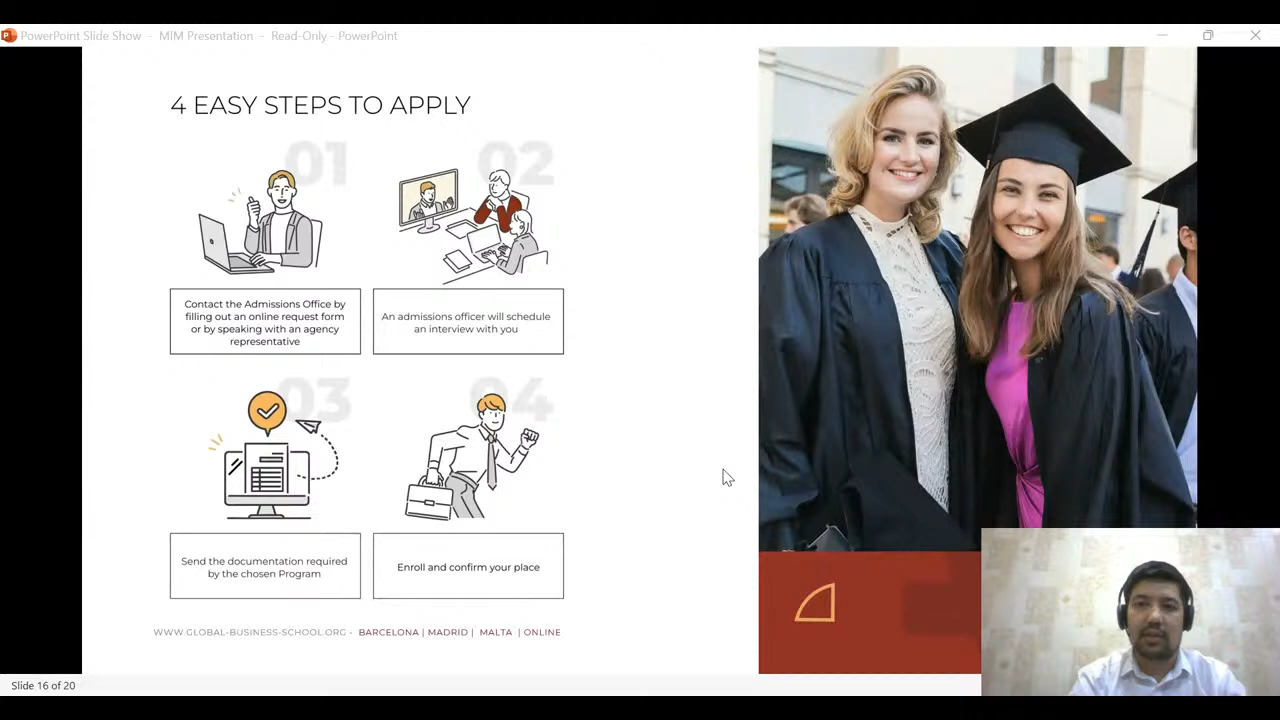 PowerPoint Slide Show - MIM Presentation - Read-Only - PowerPoint
4 EASY STEPS TO APPLY
01
02
Contact the Admissions Office by
filling out an online request form
or by speaking with an agency
representative
An admissions officer will schedule
an interview with you
03
04
Send the documentation required
by the chosen Program
Enroll and confirm your place
WWW.GLOBAL-BUSINESS-SCHOOL.ORG - BARCELONA | MADRID | MALTA | ONLINE
Slide 16 of 20